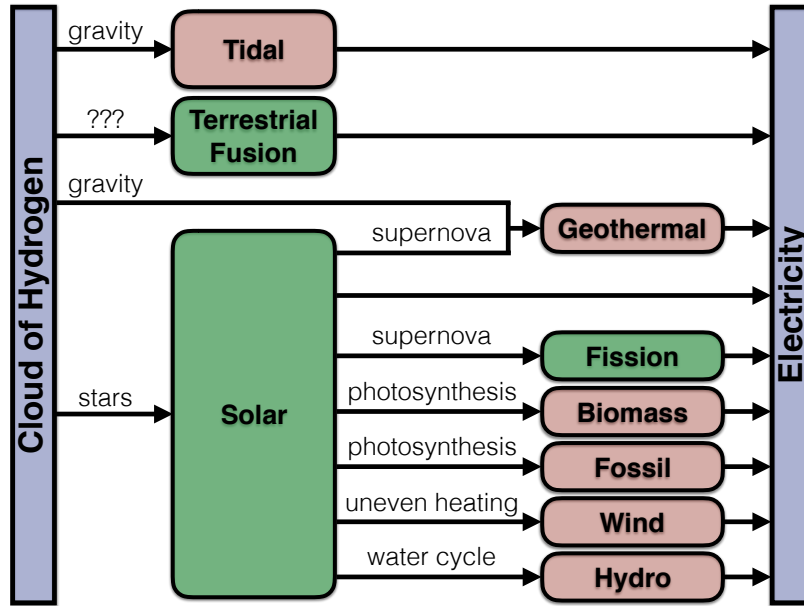 Cloud of Hydrogen
gravity
Tidal
???
Terrestrial
Fusion
gravity
supernova
Geothermal
supernova
Fission
stars
Solar
photosynthesis
Biomass
photosynthesis
Fossil
uneven heating
Wind
water cycle
Hydro
Electricity